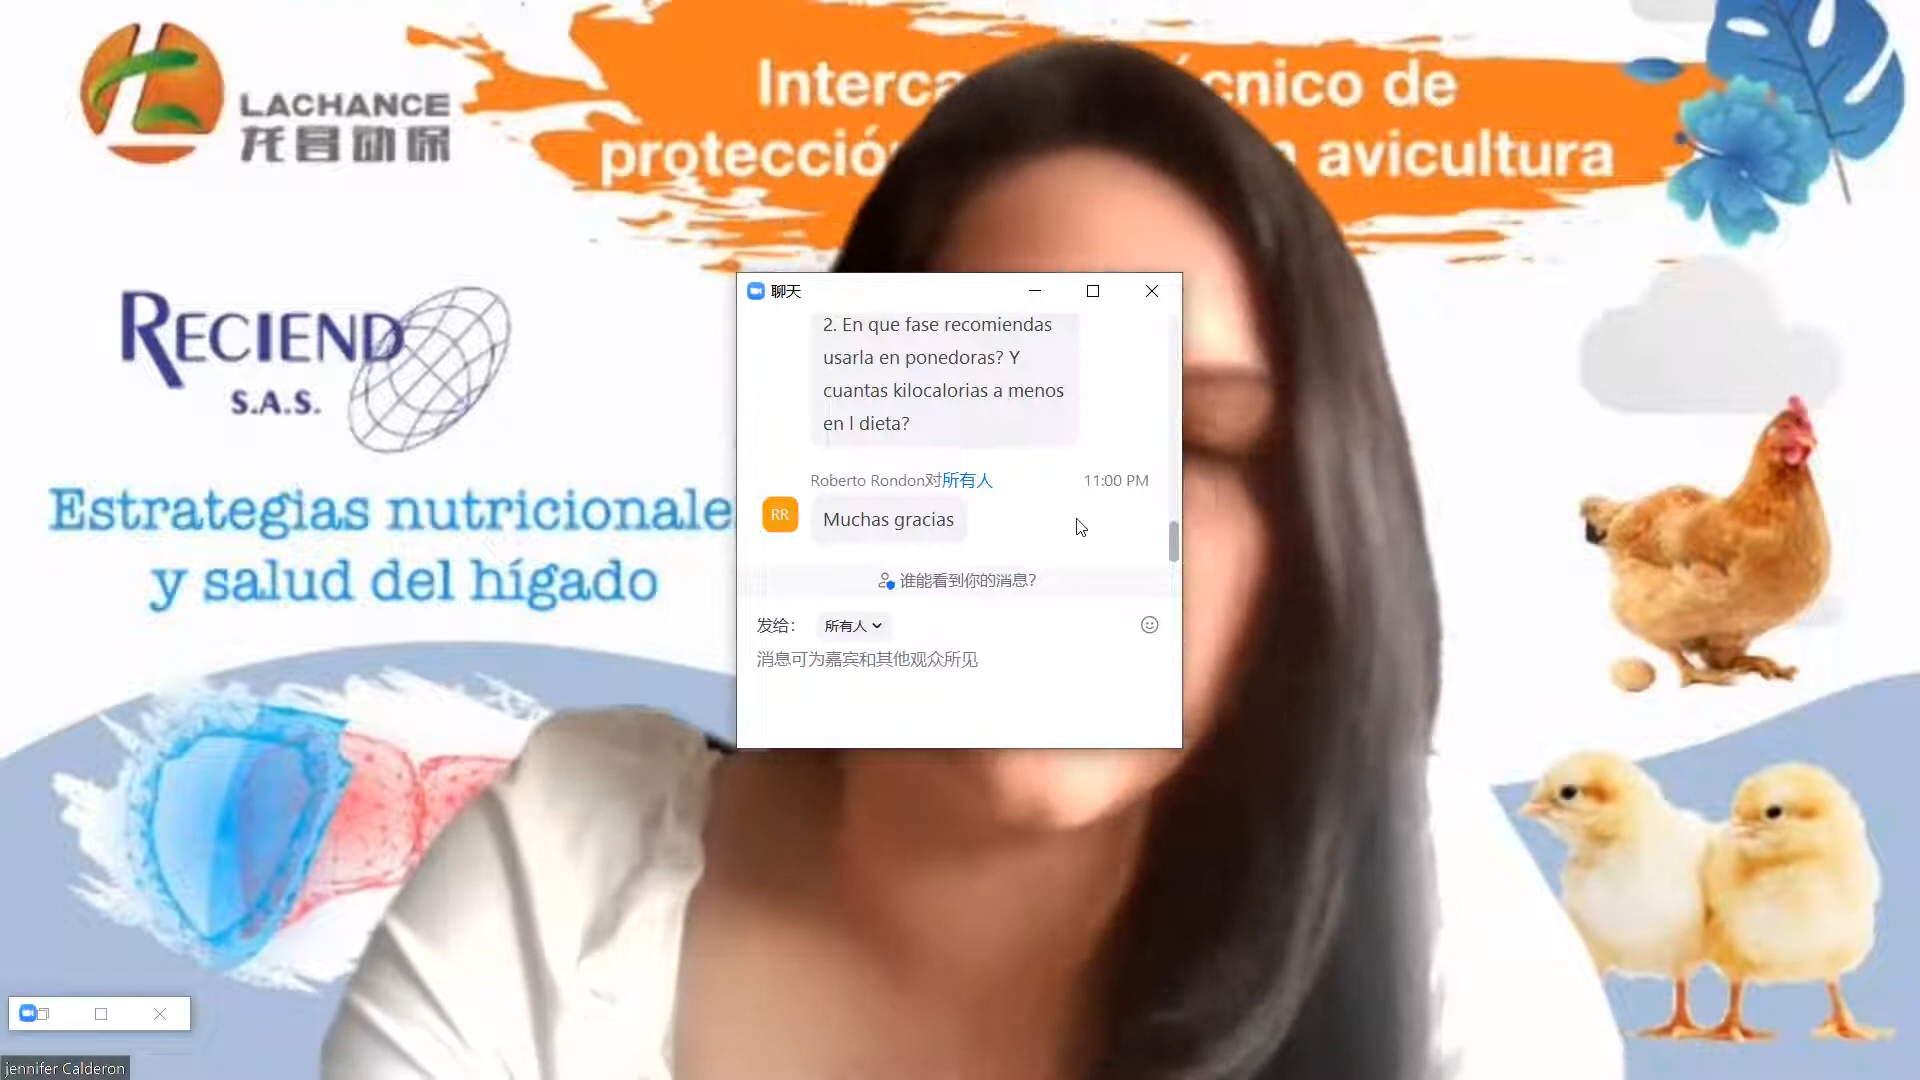 LACHANCE
龙昌动保
Interca
cnico de
protecció
avicultura
RECIEND
S.A.S.
Estrategias nutricionale
y salud del hígado
聊天
2. En que fase recomiendas
usarla en ponedoras? Y
cuantas kilocalorias a menos
en l dieta?
Roberto Rondon对所有人 11:00 PM
RR
Muchas gracias
谁能看到你的消息?
发给: 所有人
消息可为嘉宾和其他观众所见
jennifer Calderon